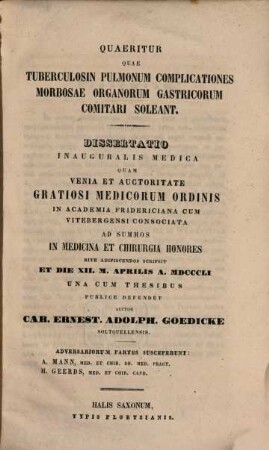 QUAERITUR
QUAE
TUBERCULOSIN PULMONUM COMPLICATIONES
MORBOSAE ORGANORUM GASTRICORUM
COMITARI SOLEANT.
DISSERTATIO
INAUGURALIS MEDICA
QUAM
VENIA ET AUCTORITATE
GRATIOSI MEDICORUM ORDINIS
IN ACADEMIA FRIDERICIANA CUM
VITEBERGENSI CONSOCIATA
AD SUMMOS
IN MEDICINA ET CHIRURGIA HONORES
RITE ADIPISCENDOS SCRIPSIT
ET DIE XII. M. APRILIS A. MDCCCLI
UNA CUM THESIBUS
PUBLICE DEFENDET
AUCTOR
CAR. ERNEST. ADOLPH. GOEDICKE
SOLTQUELLENSIS.
ADVERSARIORUM PARTES SUSCEPERUNT:
A. MANN, MED. ET CHIR. DR. MED. PRACT.
H. GEERDS, MED. ET CHIR. CAND.
HALIS SAXONUM,
TYPIS PLOETZIANIS.